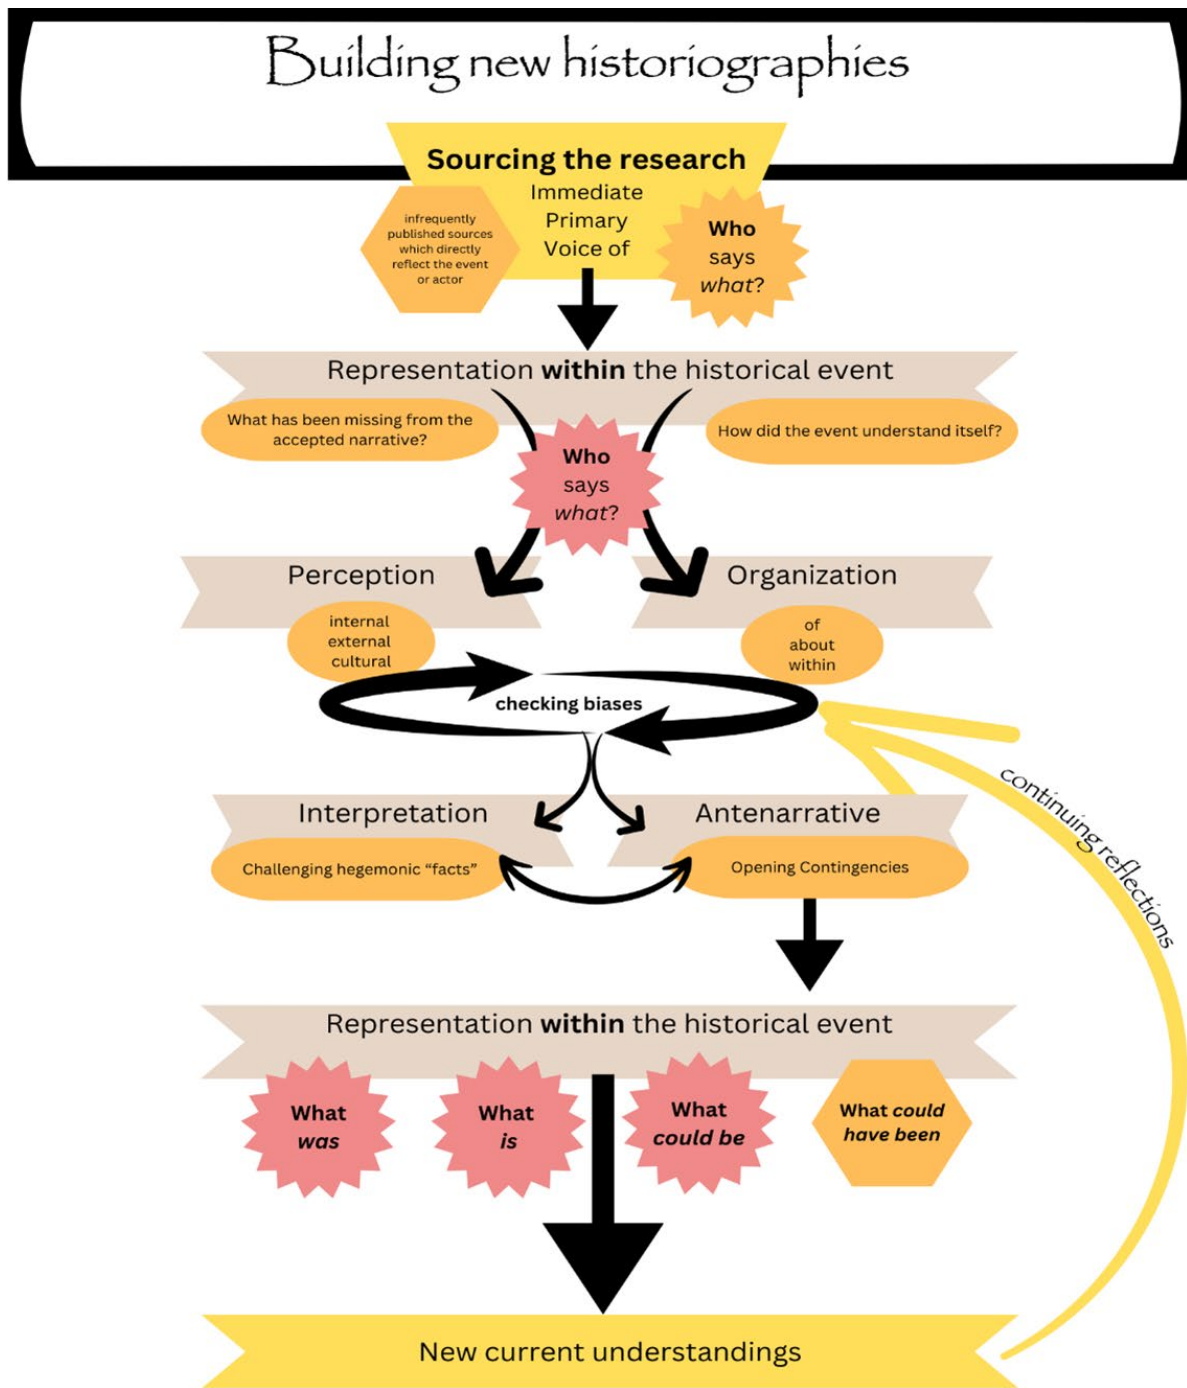 Building new historiographies
Sourcing the research
Immediate
Primary
Voice of
infrequently
published sources
which directly
reflect the event
or actor
Who
says
what?
Representation within the historical event
What has been missing from the
accepted narrative?
How did the event understand itself?
Who
says
what?
Perception
internal
external
cultural
Organization
of
about
within
checking biases
Interpretation
Challenging hegemonic “facts”
Antenarrative
Opening Contingencies
continuing reflections
Representation within the historical event
What
was
What
is
What
could be
What could
have been
New current understandings